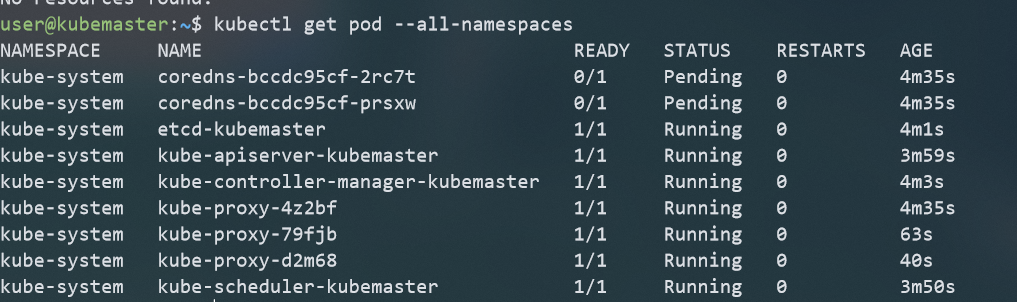 No resources found.
user@kubemaster:~$ kubectl get pod --all-namespaces
NAMESPACE NAME READY STATUS RESTARTS AGE
kube-system coredns-bccdc95cf-2rc7t 0/1 Pending 0 4m35s
kube-system coredns-bccdc95cf-prsxw 0/1 Pending 0 4m35s
kube-system etcd-kubemaster 1/1 Running 0 4m1s
kube-system kube-apiserver-kubemaster 1/1 Running 0 3m59s
kube-system kube-controller-manager-kubemaster 1/1 Running 0 4m3s
kube-system kube-proxy-4z2bf 1/1 Running 0 4m35s
kube-system kube-proxy-79fjb 1/1 Running 0 63s
kube-system kube-proxy-d2m68 1/1 Running 0 40s
kube-system kube-scheduler-kubemaster 1/1 Running 0 3m50s